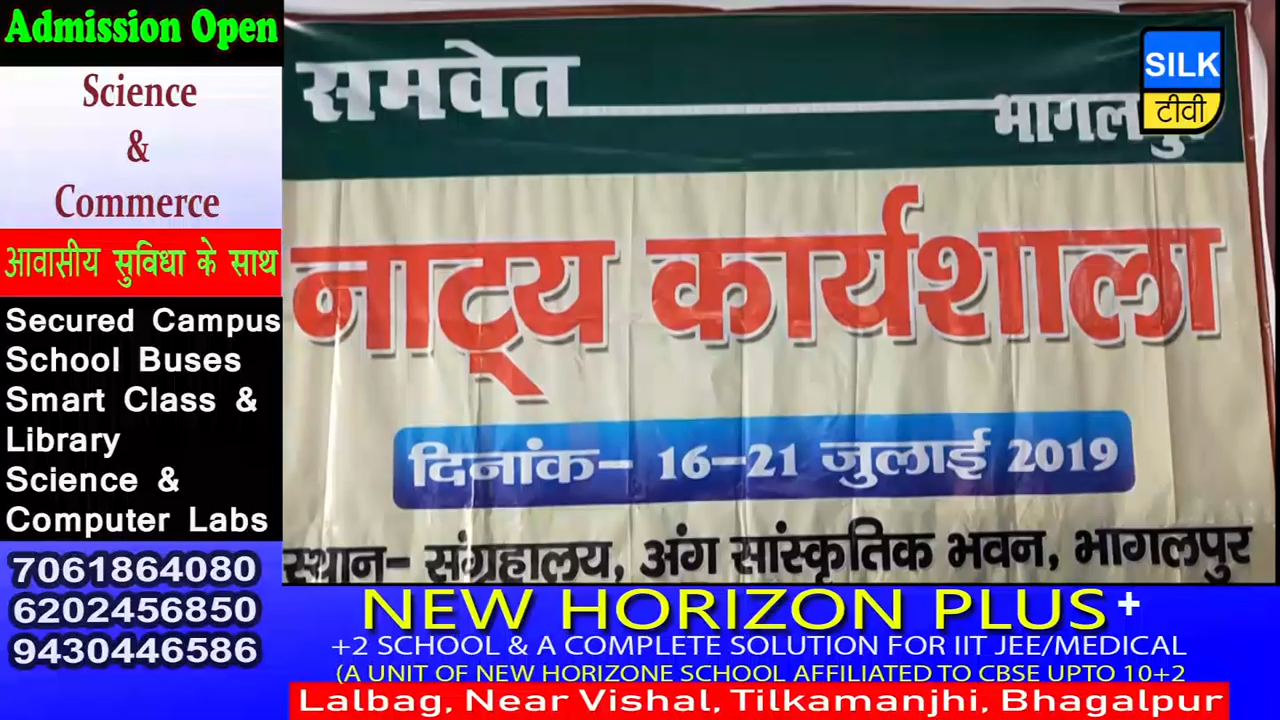 Admission Open
Science
&
Commerce
आवासीय सुविधा के साथ
Secured Campus
School Buses
Smart Class &
Library
Science &
Computer Labs
7061864080
6202456850
9430446586
SILK
टीवी
समवेत
भागलपुर
नाट्य कार्यशाला
दिनांक- 16-21 जुलाई 2019
स्थान- संग्रहालय, अंग सांस्कृतिक भवन, भागलपुर
NEW HORIZON PLUS+
+2 SCHOOL & A COMPLETE SOLUTION FOR IIT JEE/MEDICAL
(A UNIT OF NEW HORIZONE SCHOOL AFFILIATED TO CBSE UPTO 10+2
Lalbag, Near Vishal, Tilkamanjhi, Bhagalpur